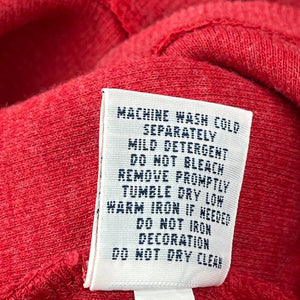 MACHINE WASH COLD
SEPARATELY
MILD DETERGENT
DO NOT BLEACH
REMOVE PROMPTLY
TUMBLE DRY LOW
WARM IRON IF NEEDED
DO NOT IRON
DECORATION
DO NOT DRY CLEAN